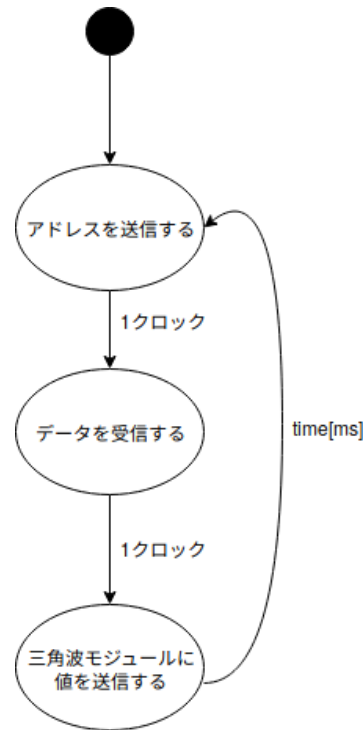 アドレスを送信する
1クロック
データを受信する
time[ms]
1クロック
三角波モジュールに
値を送信する